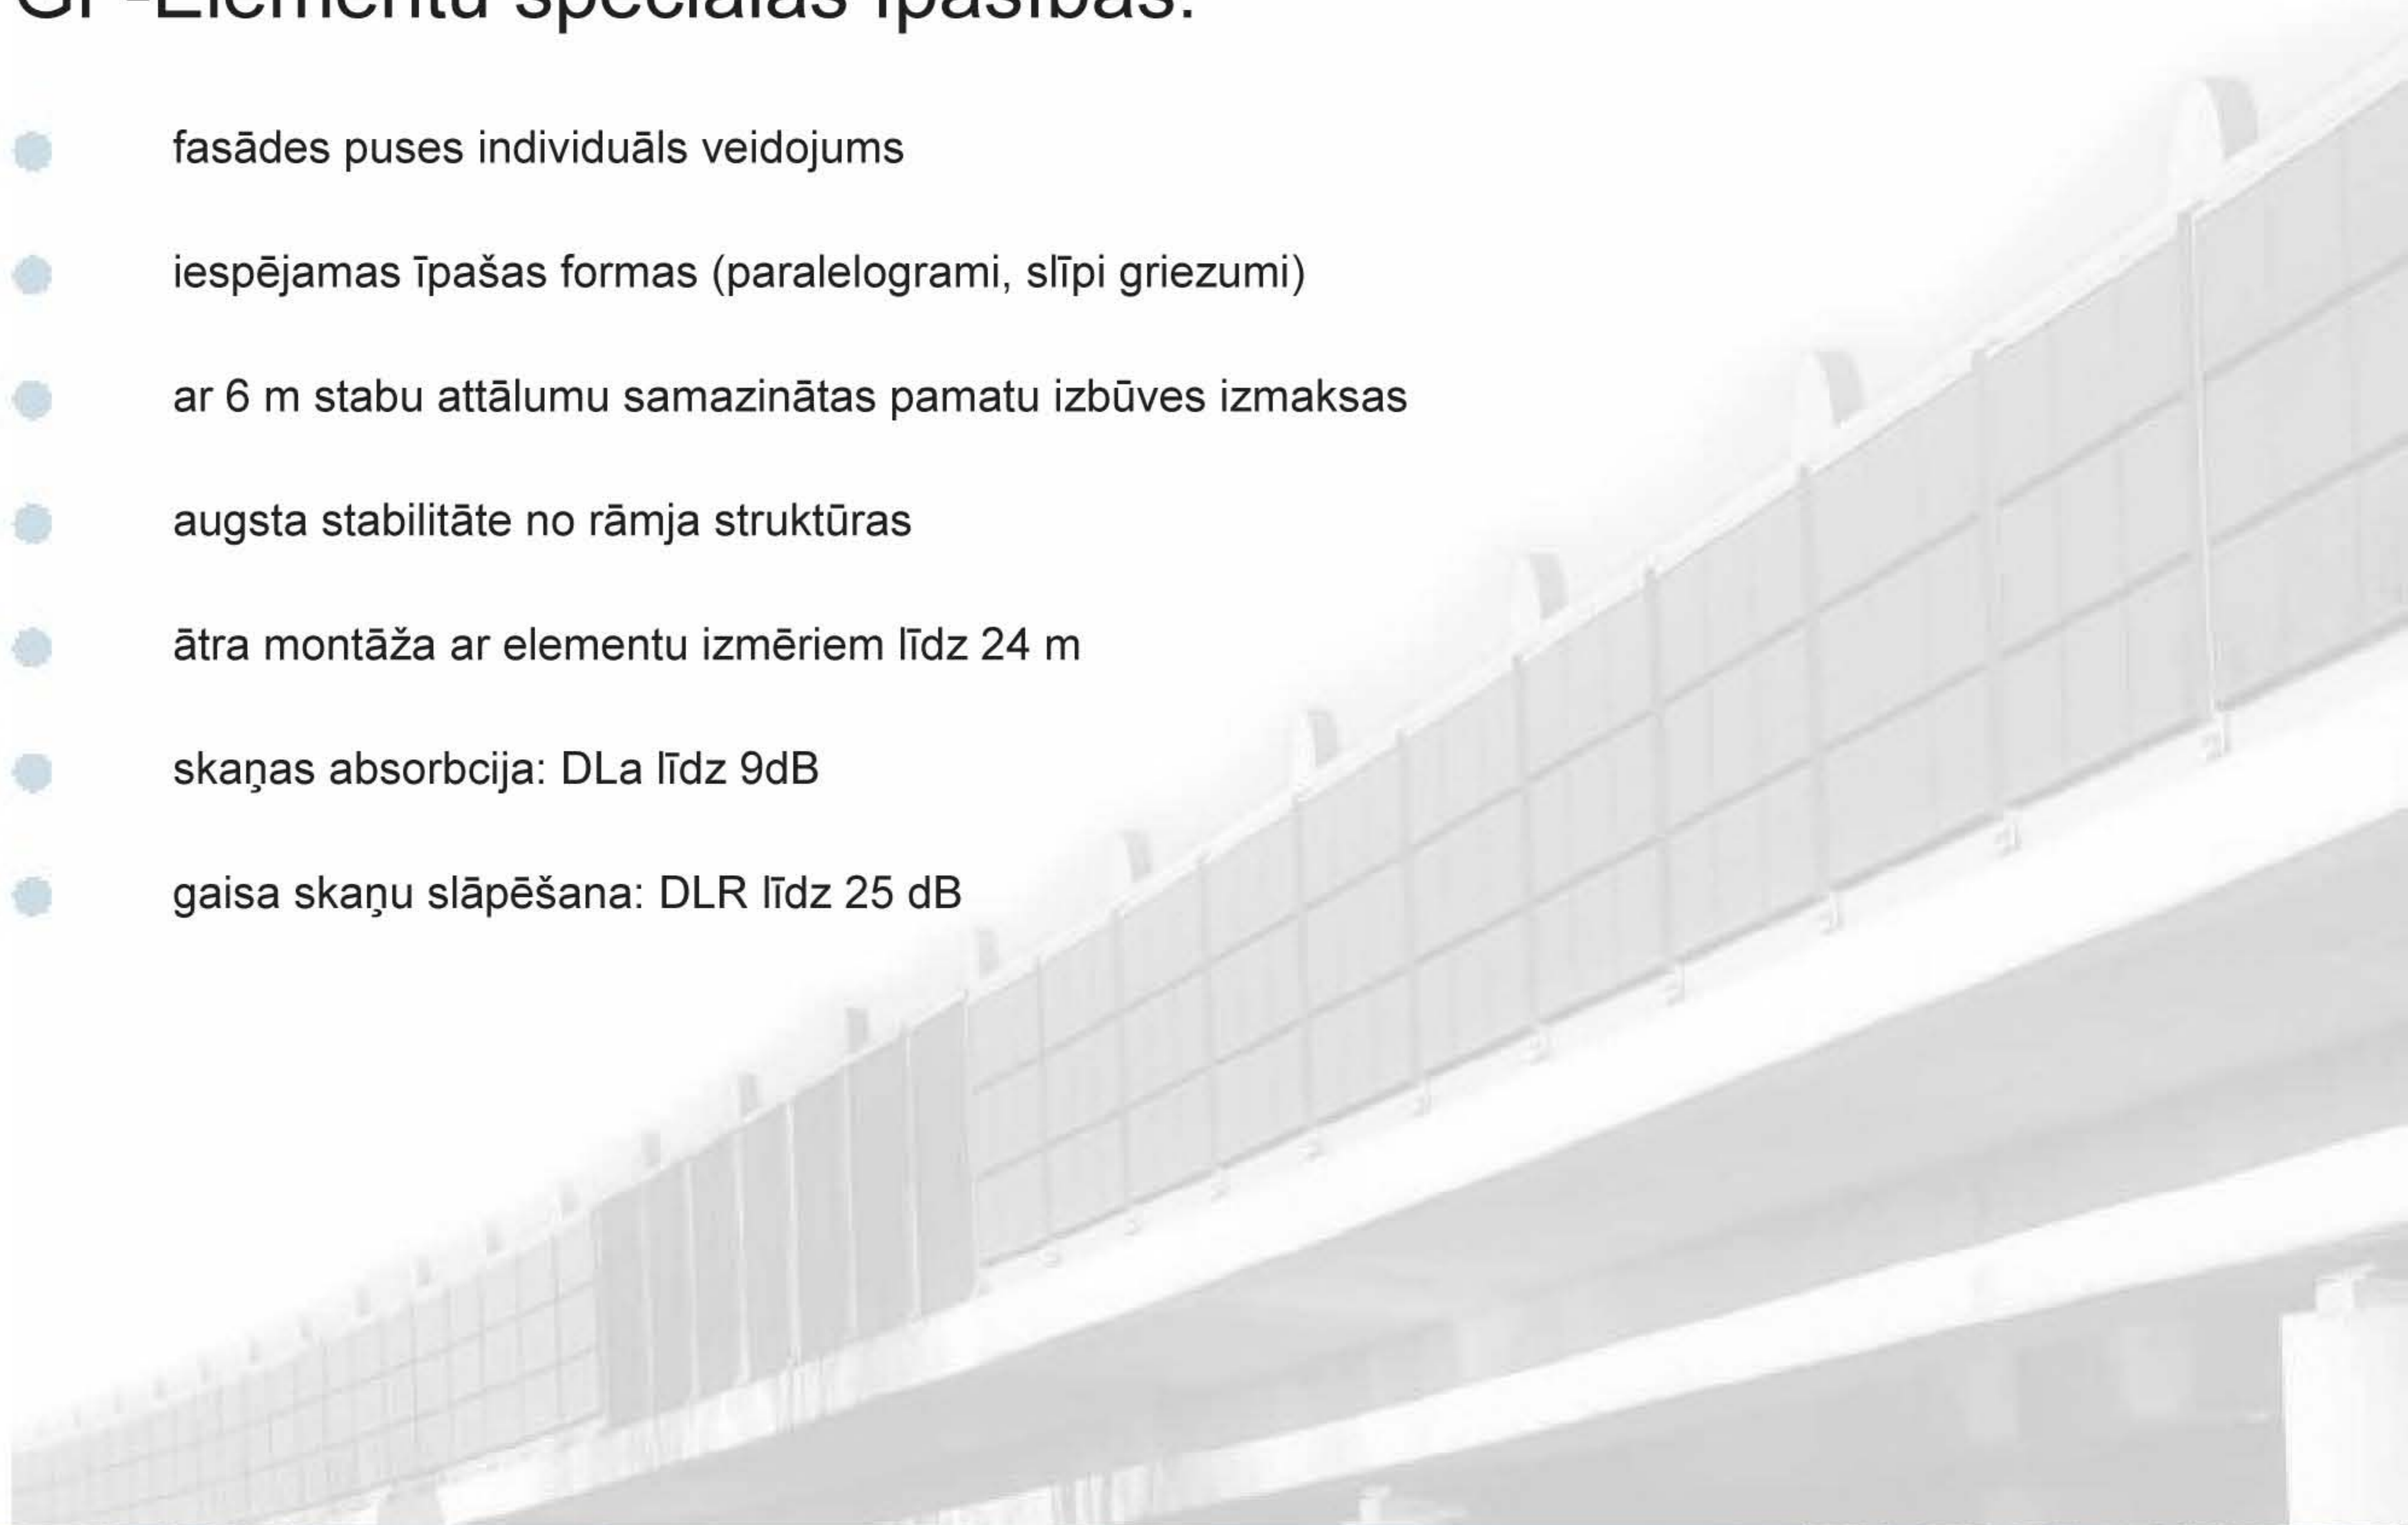 speciālās īpašības:
fasādes puses individuāls veidojums
iespējamas īpašas formas (paralelogrami, slīpi griezumi)
ar 6 m stabu attālumu samazinātas pamatu izbūves izmaksas
augsta stabilitāte no rāmja struktūras
ātra montāža ar elementu izmēriem līdz 24 m
skaņas absorbcija: DLa līdz 9dB
gaisa skaņu slāpēšana: DLR līdz 25 dB